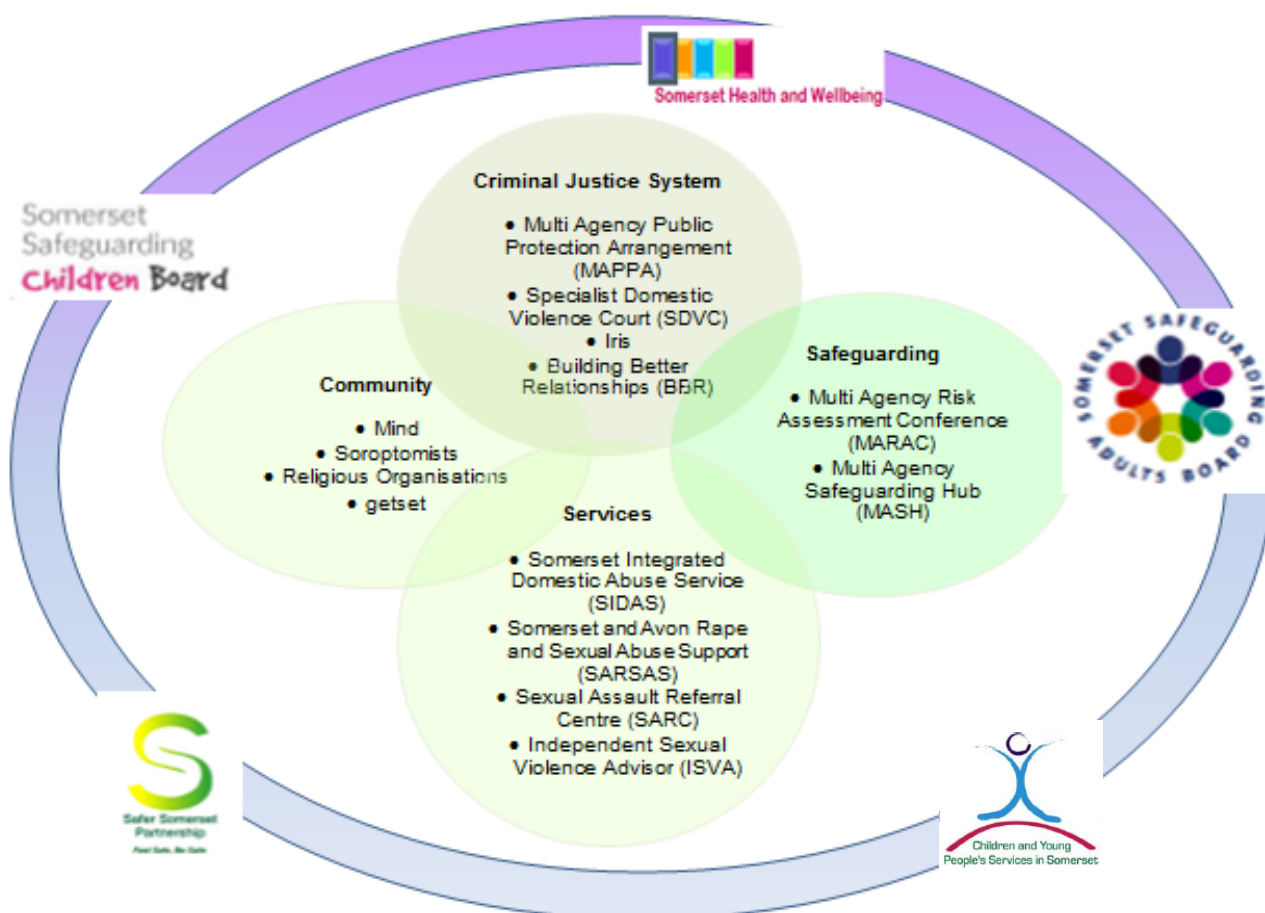 Somerset Health and Wellbeing
Somerset
Safeguarding
Children Board
Criminal Justice System
● Multi Agency Public
Protection Arrangement
(MAPPA)
● Specialist Domestic
Violence Court (SDVC)
● Iris
● Building Better
Relationships (BBR)
Community
● Mind
● Soroptomists
● Religious Organisations
● getset
Safeguarding
● Multi Agency Risk
Assessment Conference
(MARAC)
● Multi Agency
Safeguarding Hub
(MASH)
SOMERSET SAFEGUARDING
ADULTS BOARD
Services
● Somerset Integrated
Domestic Abuse Service
(SIDAS)
● Somerset and Avon Rape
and Sexual Abuse Support
(SARSAS)
● Sexual Assault Referral
Centre (SARC)
● Independent Sexual
Violence Advisor (ISVA)
Safer Somerset
Partnership
Feel Safe, Be Safe
Children and Young
People's Services in Somerset